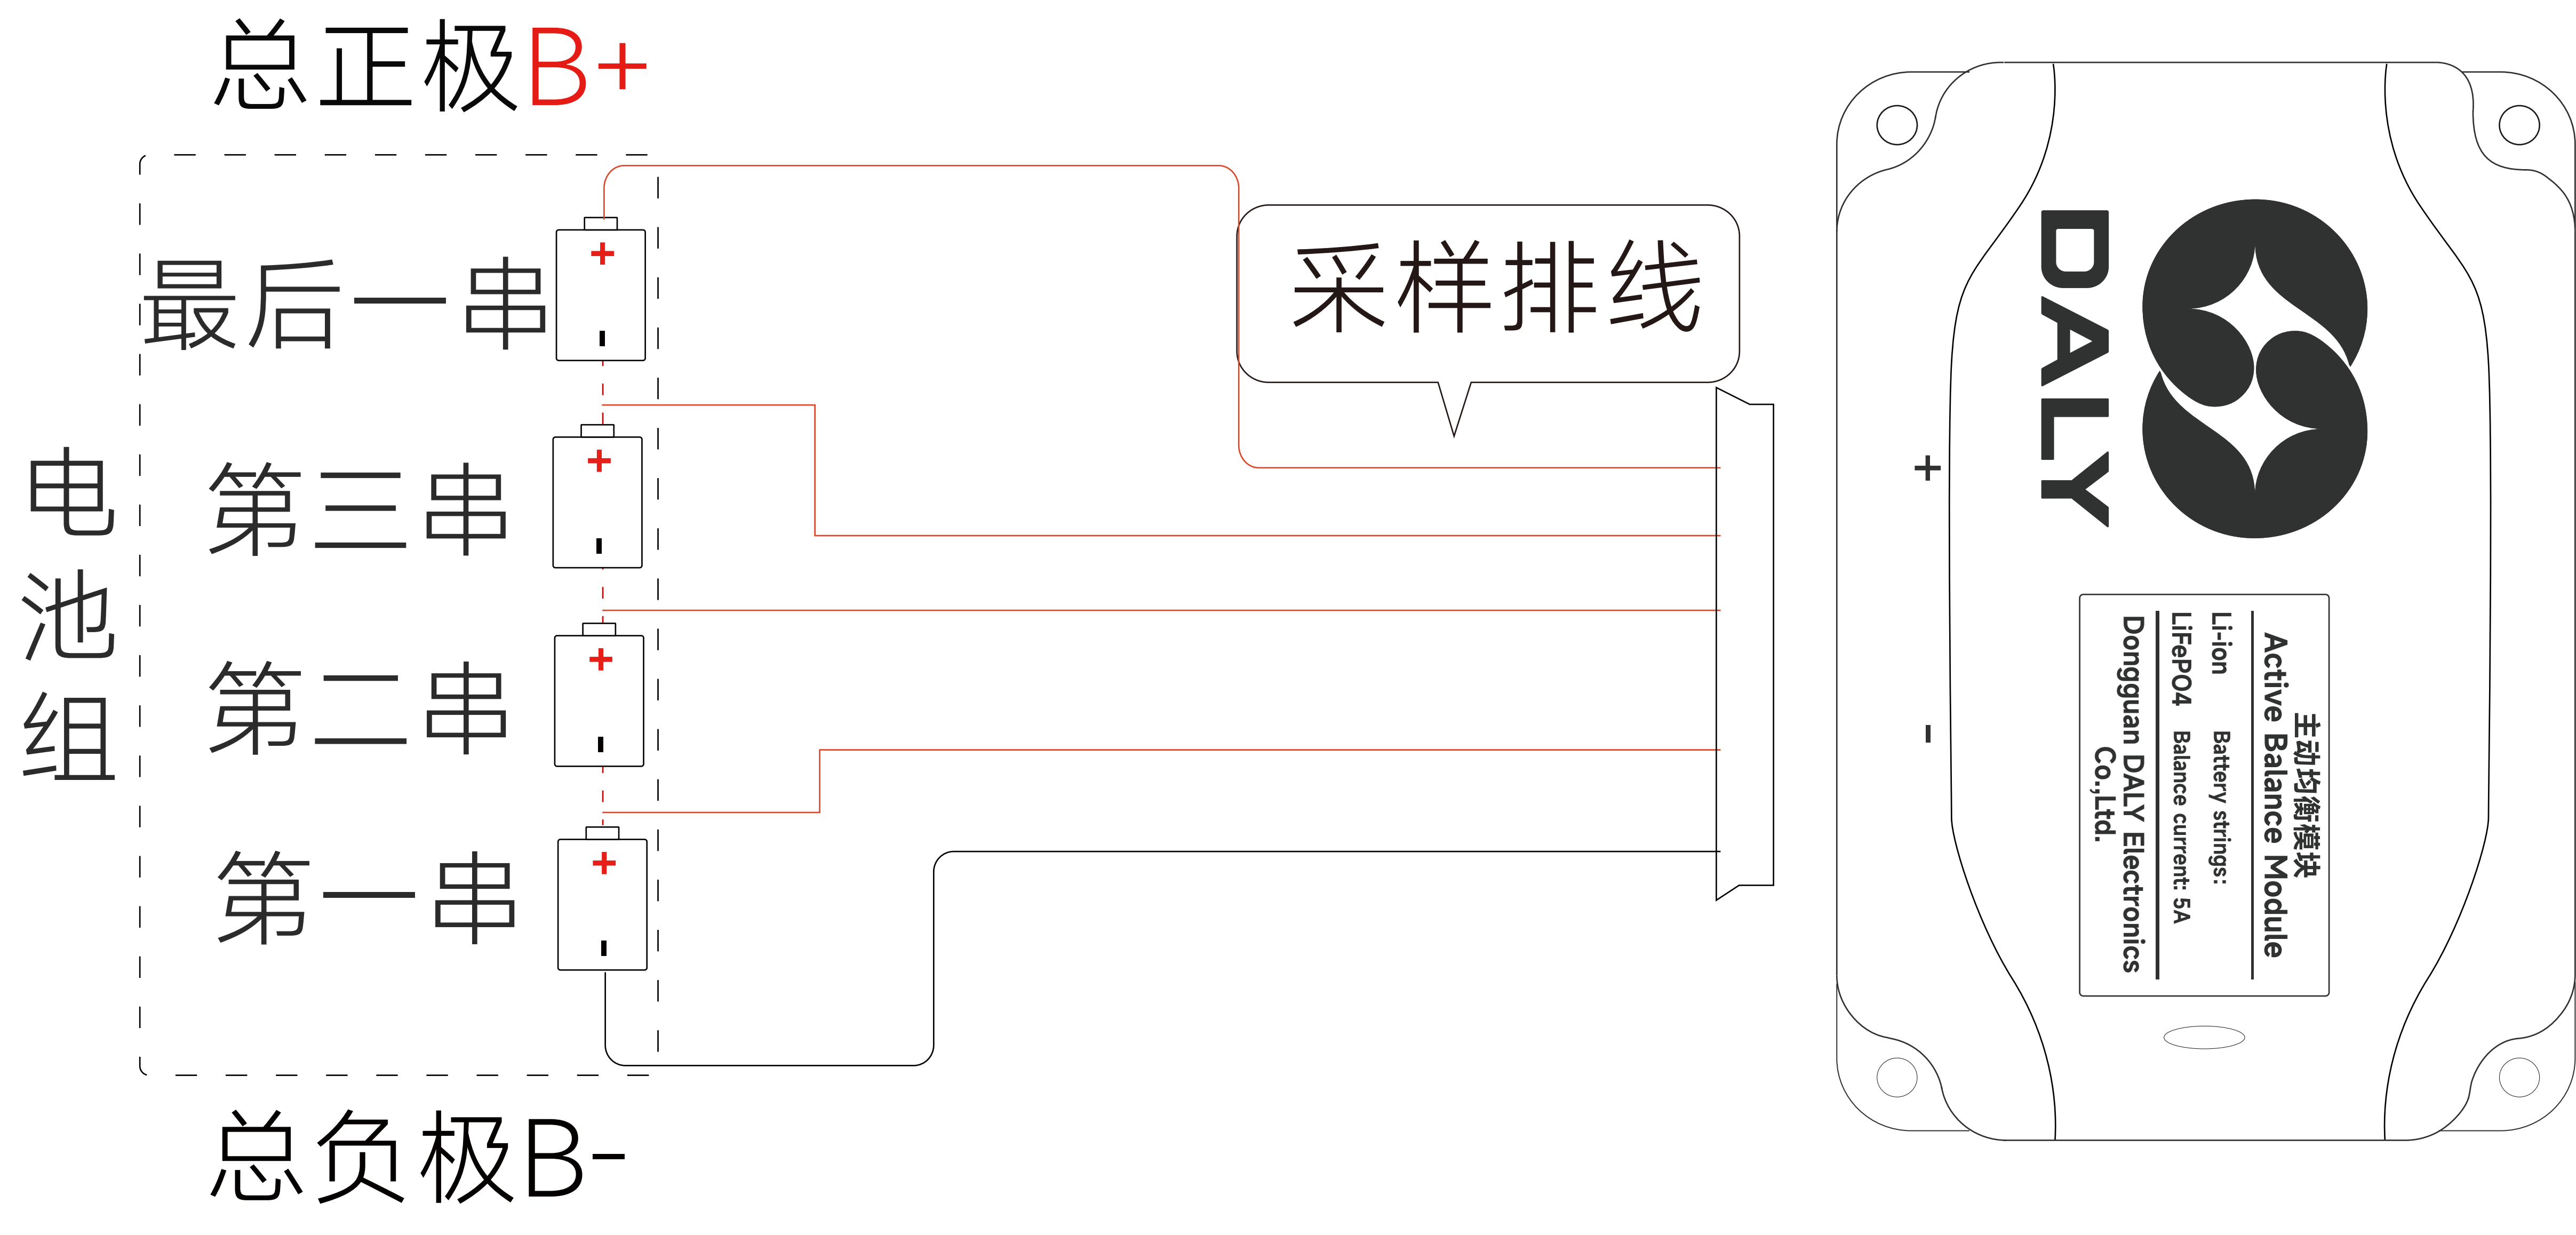 总正极B+
最后一串
+
-
采样排线
第三串
+
-
电池组
第二串
+
-
第一串
+
-
总负极B-
+
-
DALY
主动均衡模块
Active Balance Module
Li-ion Battery strings:
LiFePO4 Balance current: 5A
Dongguan DALY Electronics
Co.,Ltd.